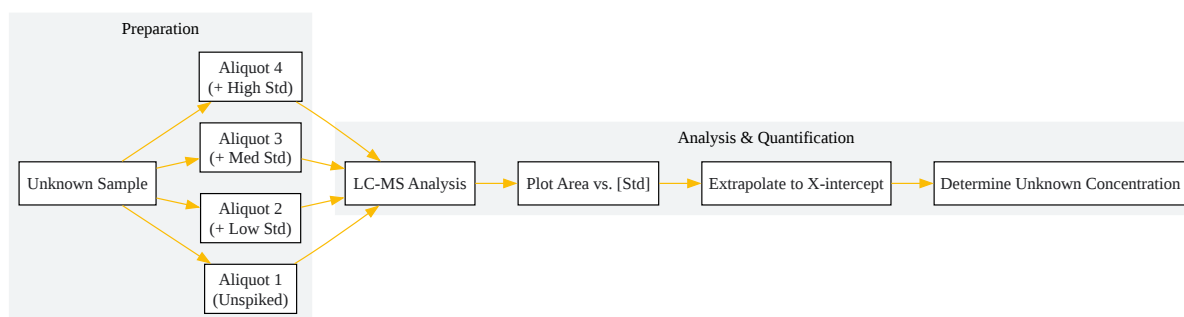 Preparation
Aliquot 4
(+ High Std)
Aliquot 3
(+ Med Std)
Unknown Sample
Aliquot 2
(+ Low Std)
Aliquot 1
(Unspiked)
Analysis & Quantification
LC-MS Analysis
Plot Area vs. [Std]
Extrapolate to X-intercept
Determine Unknown Concentration